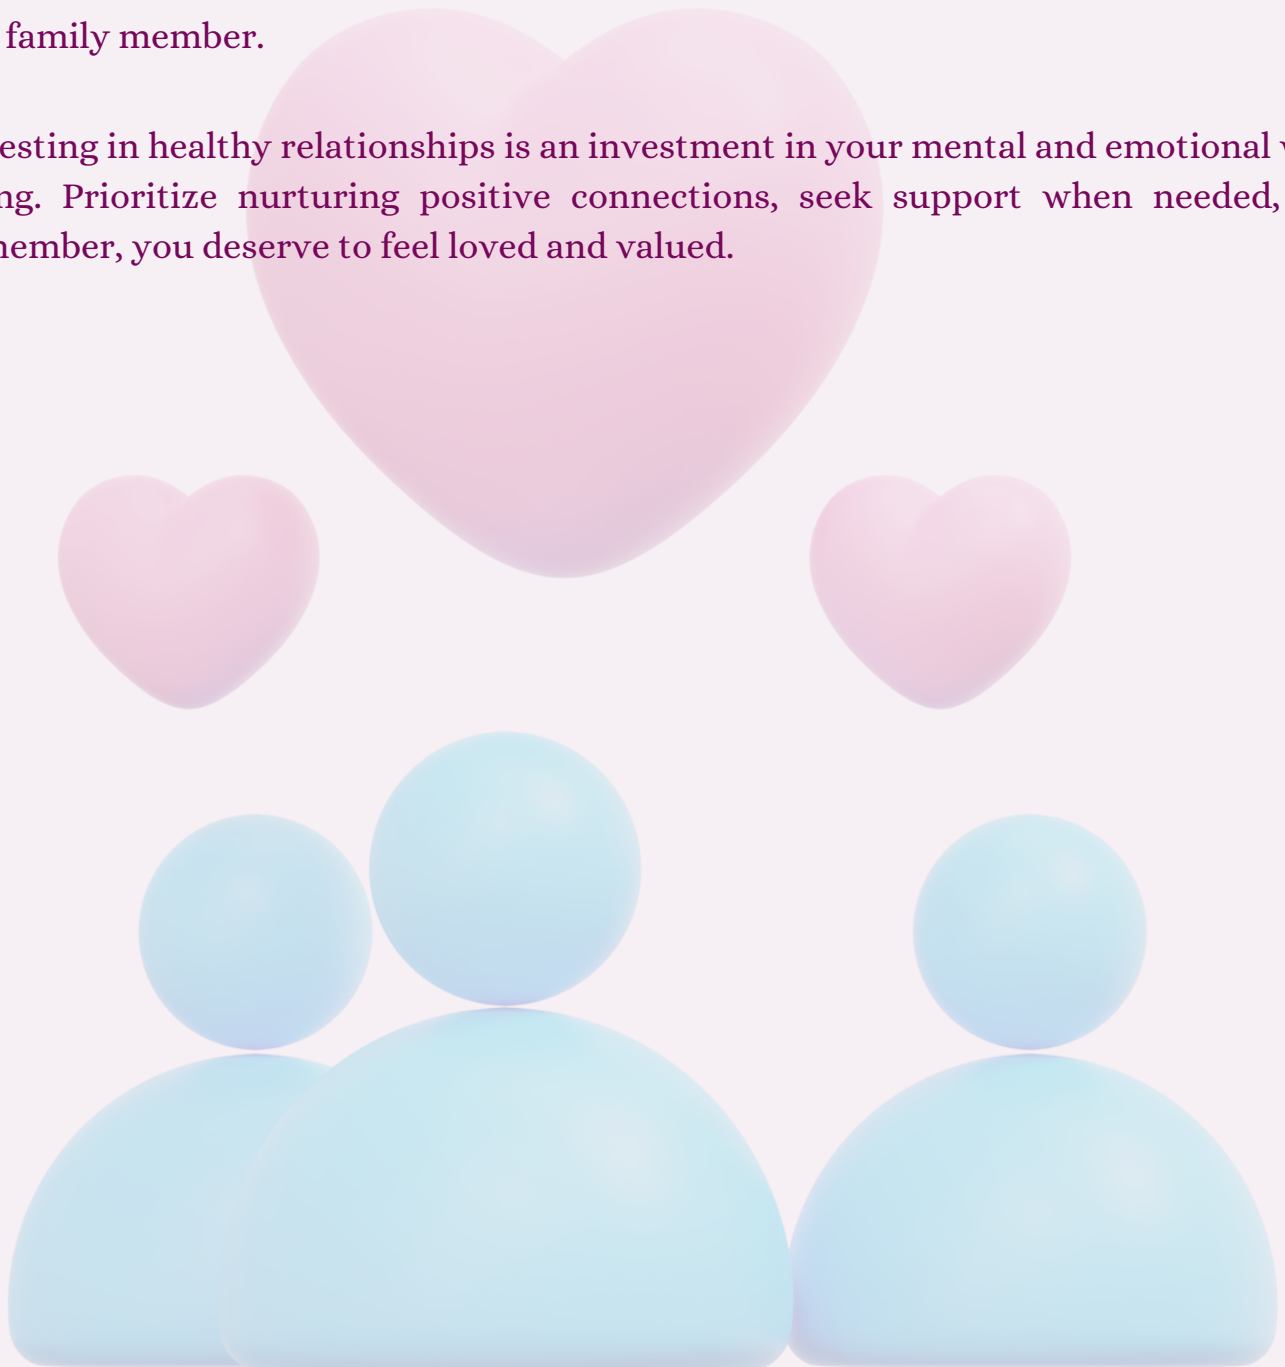 family member.
esting in healthy relationships is an investment in your mental and emotional
ng. Prioritize nurturing positive connections, seek support when needed,
ember, you deserve to feel loved and valued.